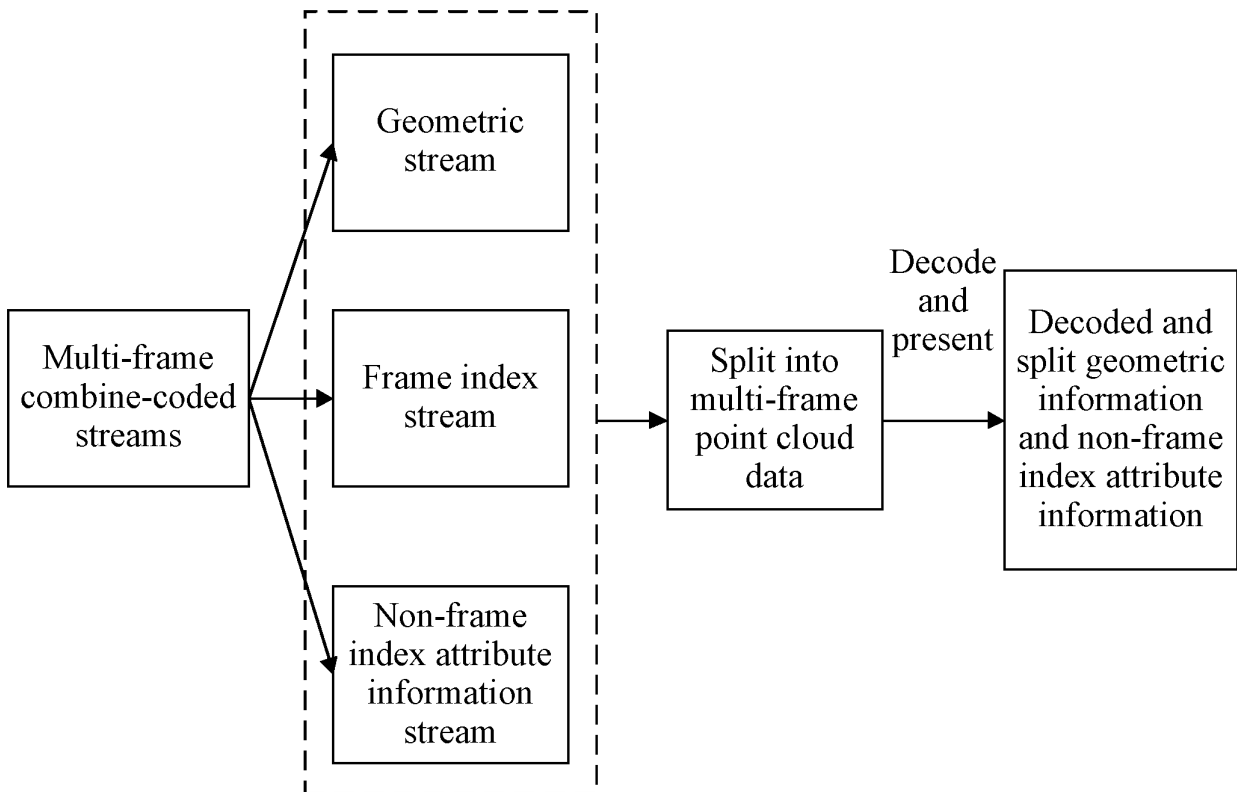 Multi-frame
combine-coded
streams
Geometric
stream
Frame index
stream
Non-frame
index attribute
information
stream
Split into
multi-frame
point cloud
data
Decode
and
present
Decoded and
split geometric
information
and non-frame
index attribute
information